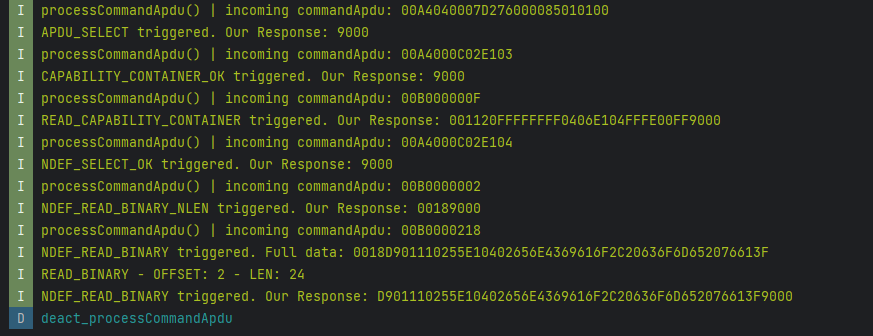 I processCommandApdu() | incoming commandApdu: 00A4040007D276000085010100
I APDU_SELECT triggered. Our Response: 9000
I processCommandApdu() | incoming commandApdu: 00A4000C02E103
I CAPABILITY_CONTAINER_OK triggered. Our Response: 9000
I processCommandApdu() | incoming commandApdu: 00B000000F
I READ_CAPABILITY_CONTAINER triggered. Our Response: 001120FFFFFFFF0406E104FFFE00FF9000
I processCommandApdu() | incoming commandApdu: 00A4000C02E104
I NDEF_SELECT_OK triggered. Our Response: 9000
I processCommandApdu() | incoming commandApdu: 00B0000002
I NDEF_READ_BINARY_NLEN triggered. Our Response: 00189000
I processCommandApdu() | incoming commandApdu: 00B0000218
I NDEF_READ_BINARY triggered. Full data: 0018D901110255E10402656E4369616F2C20636F6D652076613F
I READ_BINARY - OFFSET: 2 - LEN: 24
I NDEF_READ_BINARY triggered. Our Response: D901110255E10402656E4369616F2C20636F6D652076613F9000
D deact_processCommandApdu